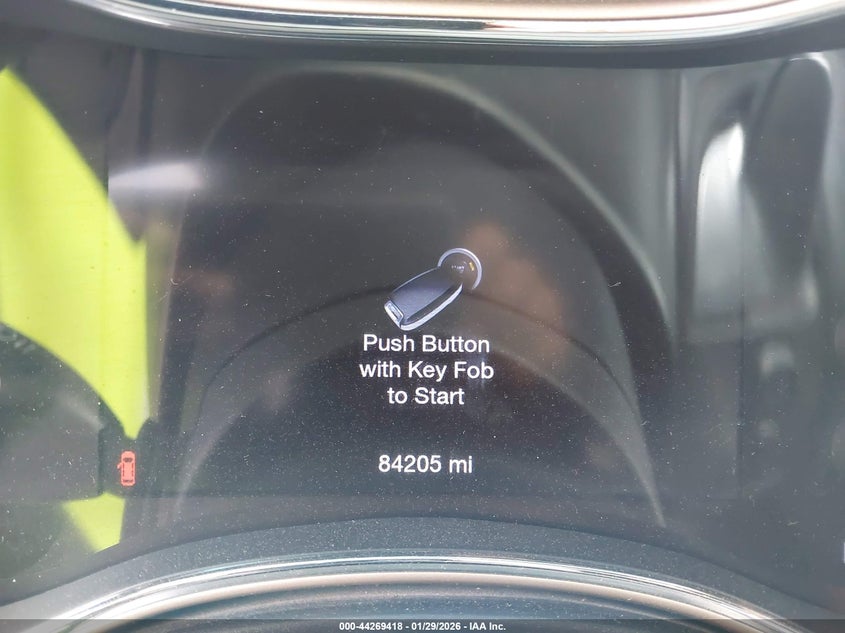 Push Button
with Key Fob
to Start
84205 mi
000-44269418 - 01/29/2026 - IAA Inc.